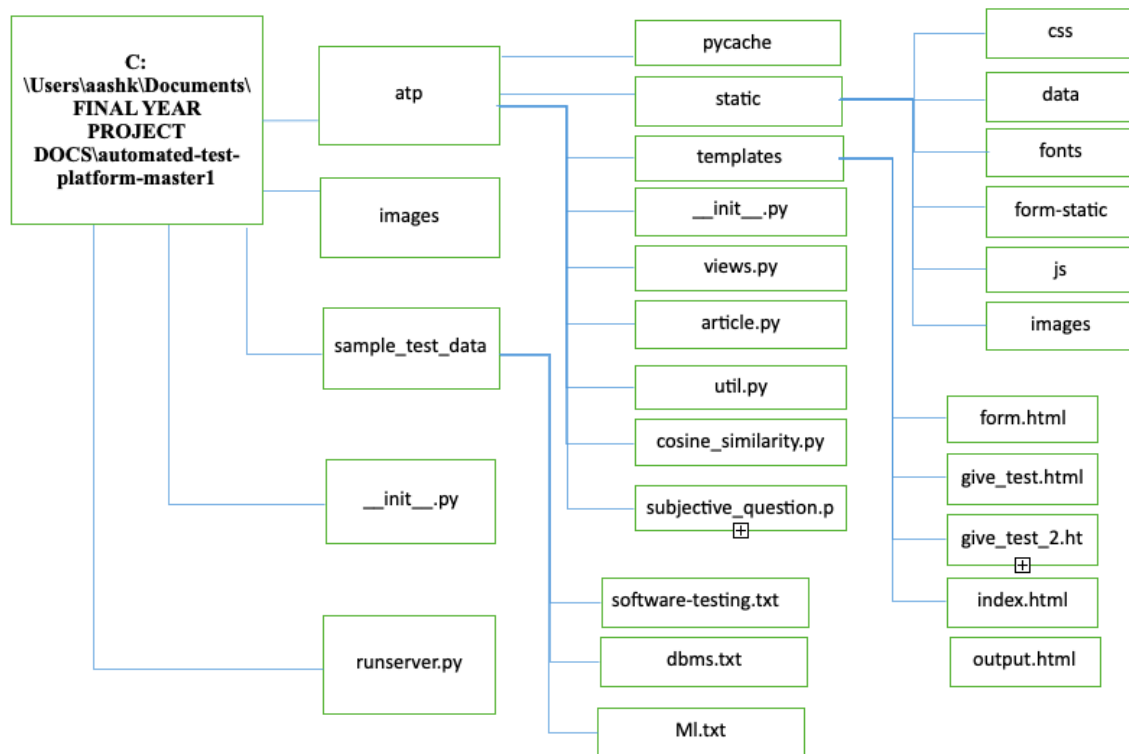 C:
\Users\aashk\Documents\
FINAL YEAR
PROJECT
DOCS\automated-test-
platform-master1
atp
images
sample_test_data
__init__.py
runserver.py
pycache
static
templates
__init__.py
views.py
article.py
util.py
cosine_similarity.py
subjective_question.p
software-testing.txt
dbms.txt
Ml.txt
css
data
fonts
form-static
js
images
form.html
give_test.html
give_test_2.ht
index.html
output.html